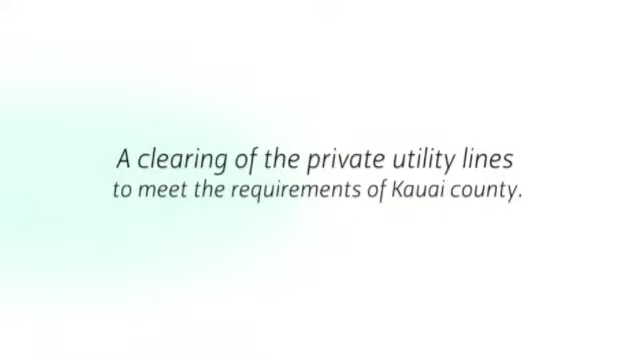 A clearing of the private utility lines
to meet the requirements of Kauai county.